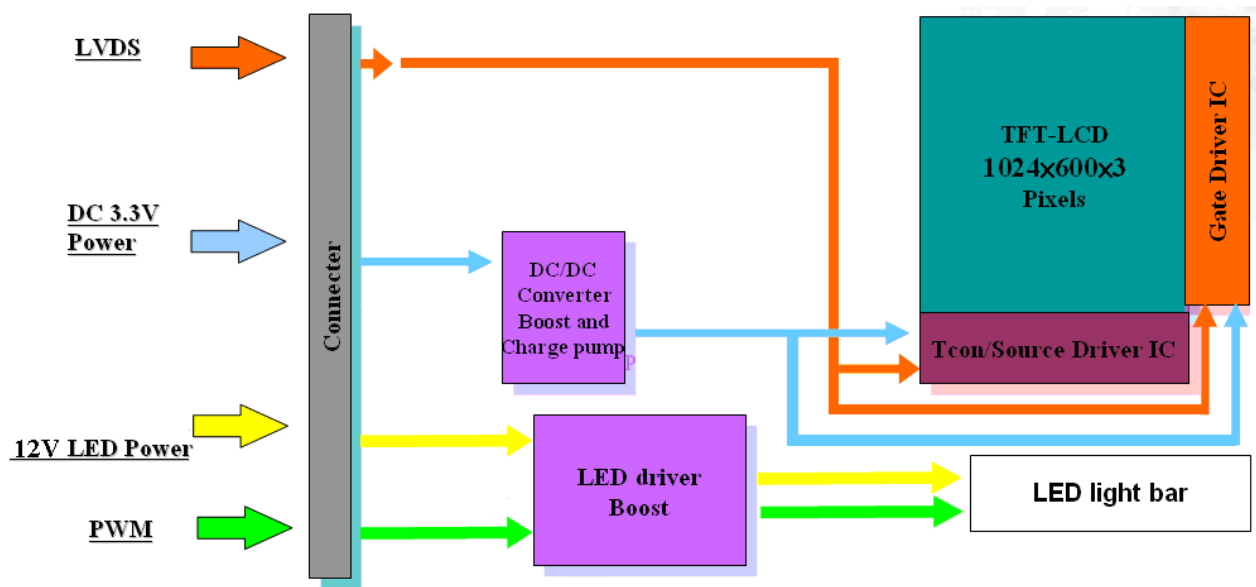 LVDS
DC 3.3V
Power
12V LED Power
PWM
Connecter
DC/DC
Converter
Boost and
Charge pump
P
LED driver
Boost
TFT-LCD
1024x600x3
Pixels
Gate Driver IC
Tcon/Source Driver IC
LED light bar